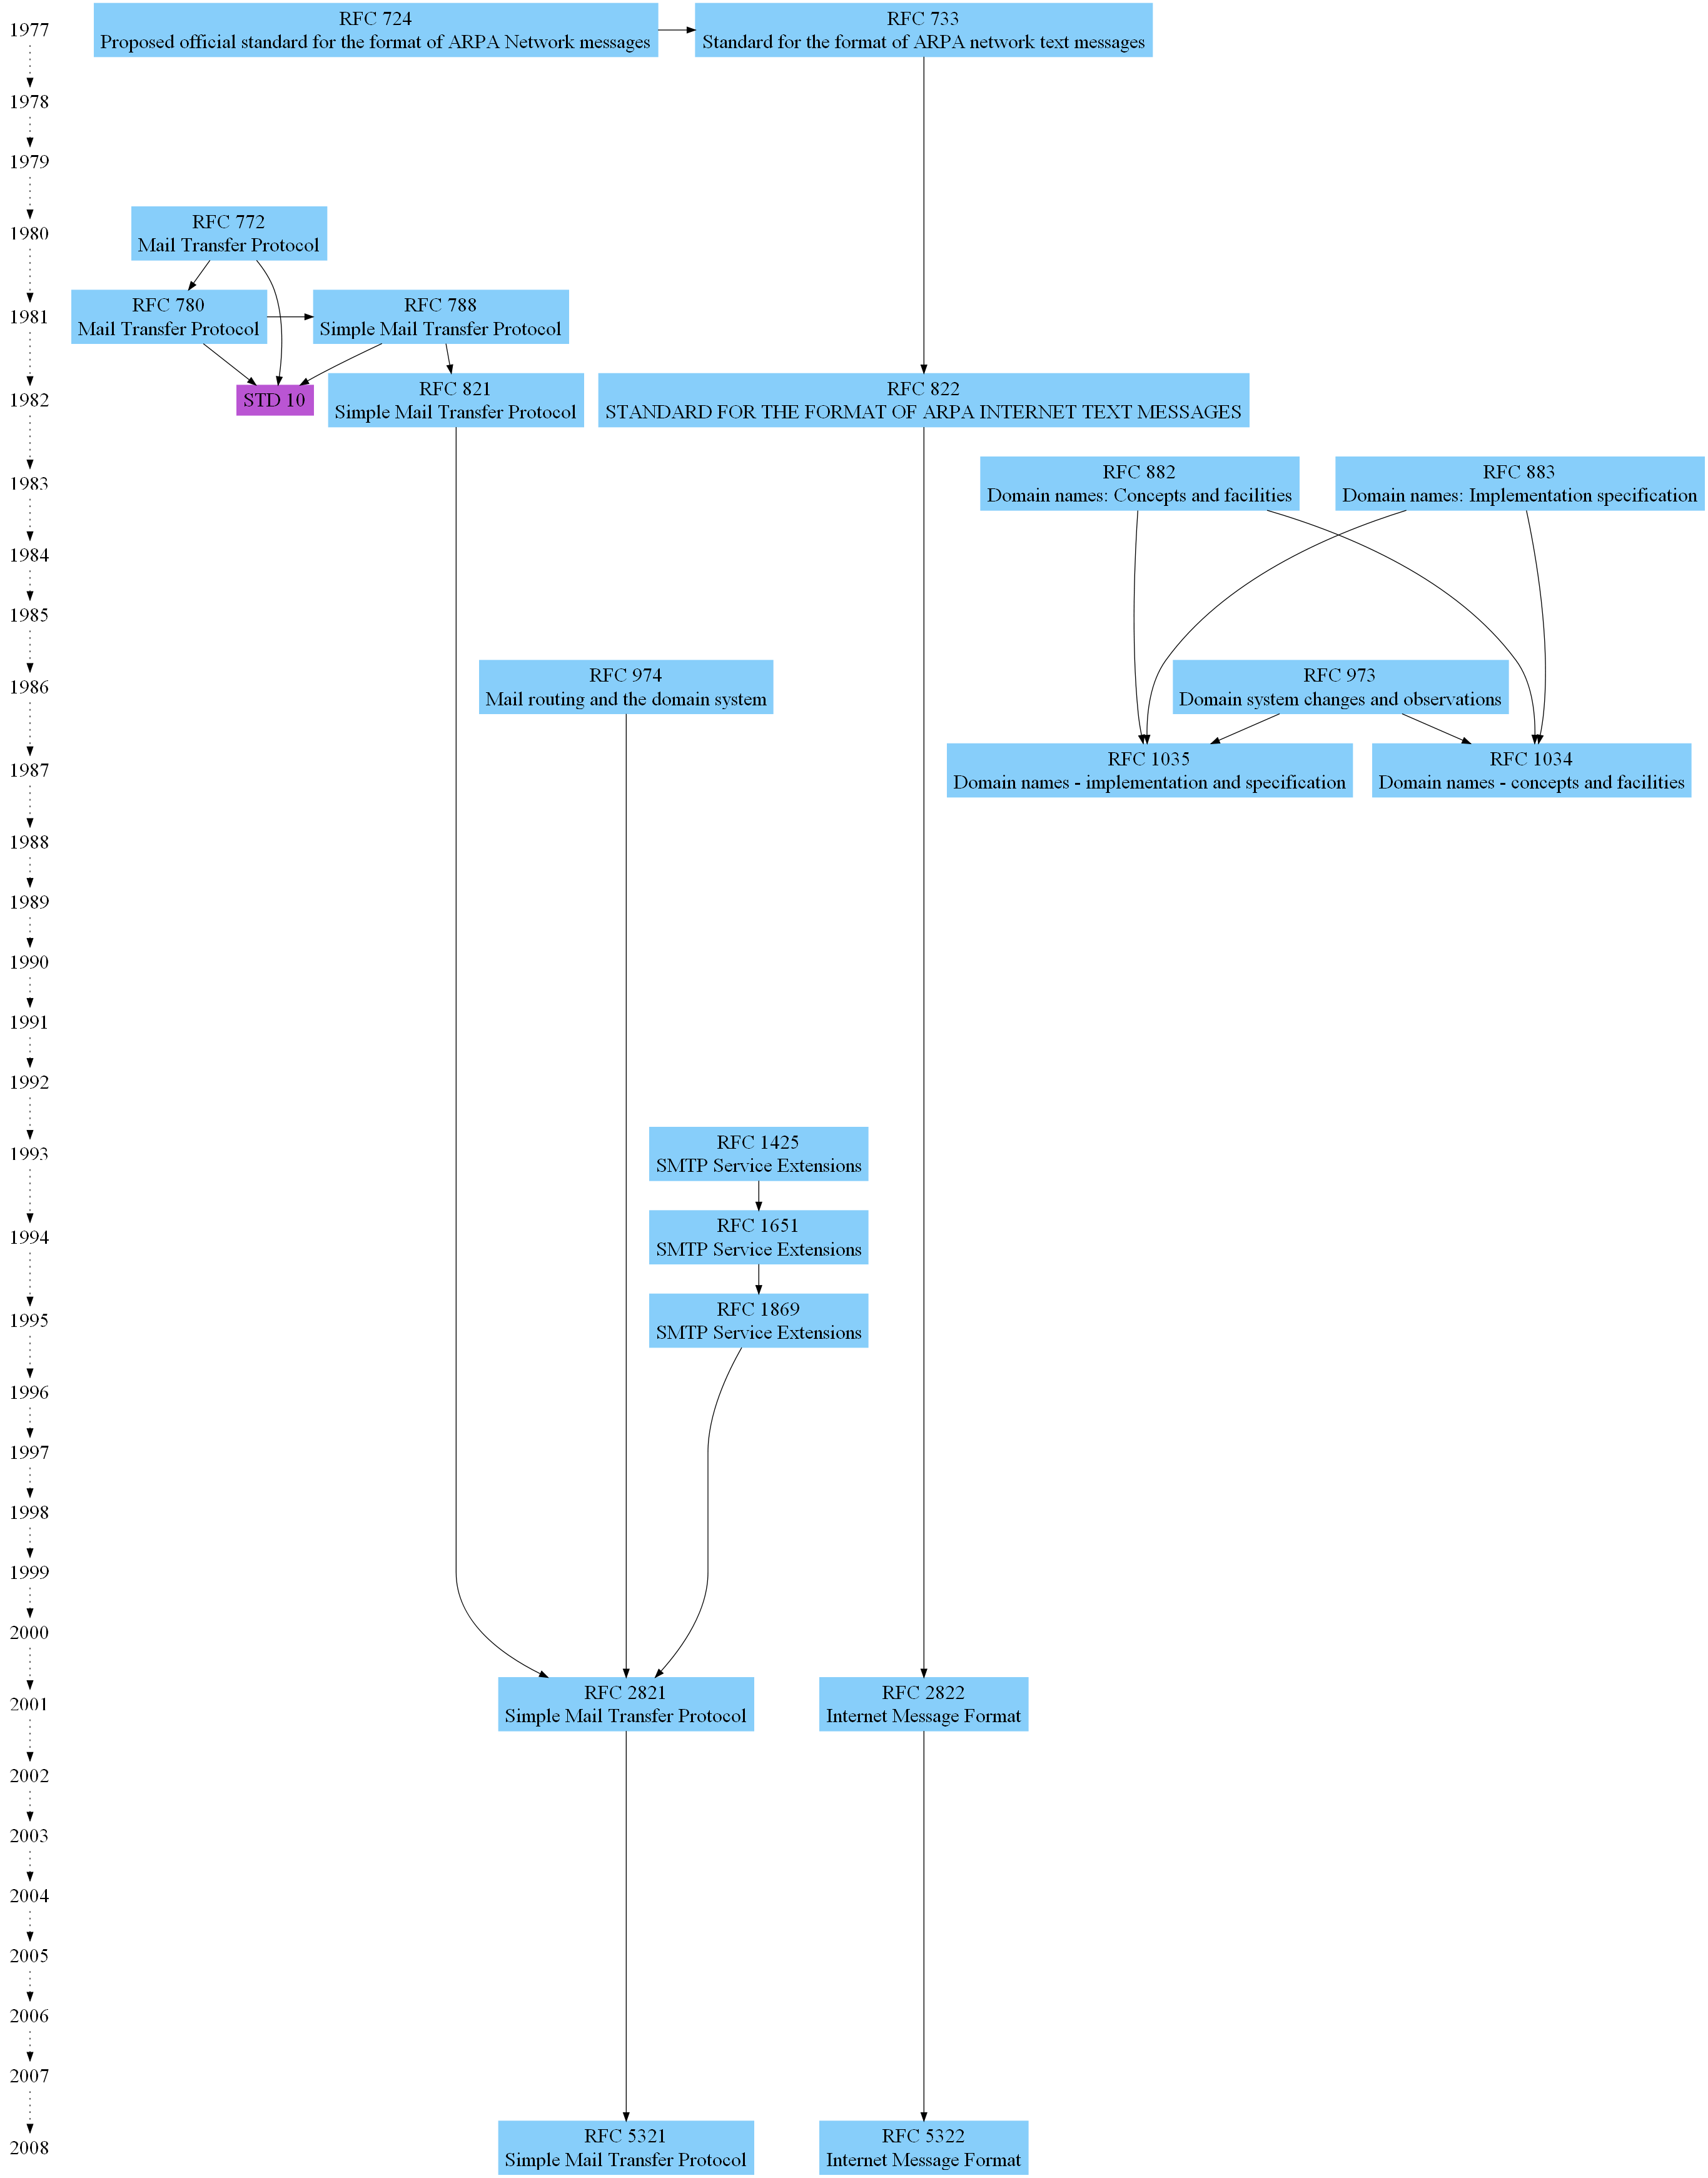 1977
RFC 724
Proposed official standard for the format of ARPA Network messages
RFC 733
Standard for the format of ARPA network text messages
1978
1979
1980
RFC 772
Mail Transfer Protocol
1981
RFC 780
Mail Transfer Protocol
RFC 788
Simple Mail Transfer Protocol
1982
STD 10
RFC 821
Simple Mail Transfer Protocol
RFC 822
STANDARD FOR THE FORMAT OF ARPA INTERNET TEXT MESSAGES
1983
RFC 882
Domain names: Concepts and facilities
RFC 883
Domain names: Implementation specification
1984
1985
1986
RFC 974
Mail routing and the domain system
RFC 973
Domain system changes and observations
1987
RFC 1035
Domain names - implementation and specification
RFC 1034
Domain names - concepts and facilities
1988
1989
1990
1991
1992
1993
RFC 1425
SMTP Service Extensions
1994
RFC 1651
SMTP Service Extensions
1995
RFC 1869
SMTP Service Extensions
1996
1997
1998
1999
2000
2001
RFC 2821
Simple Mail Transfer Protocol
RFC 2822
Internet Message Format
2002
2003
2004
2005
2006
2007
2008
RFC 5321
Simple Mail Transfer Protocol
RFC 5322
Internet Message Format